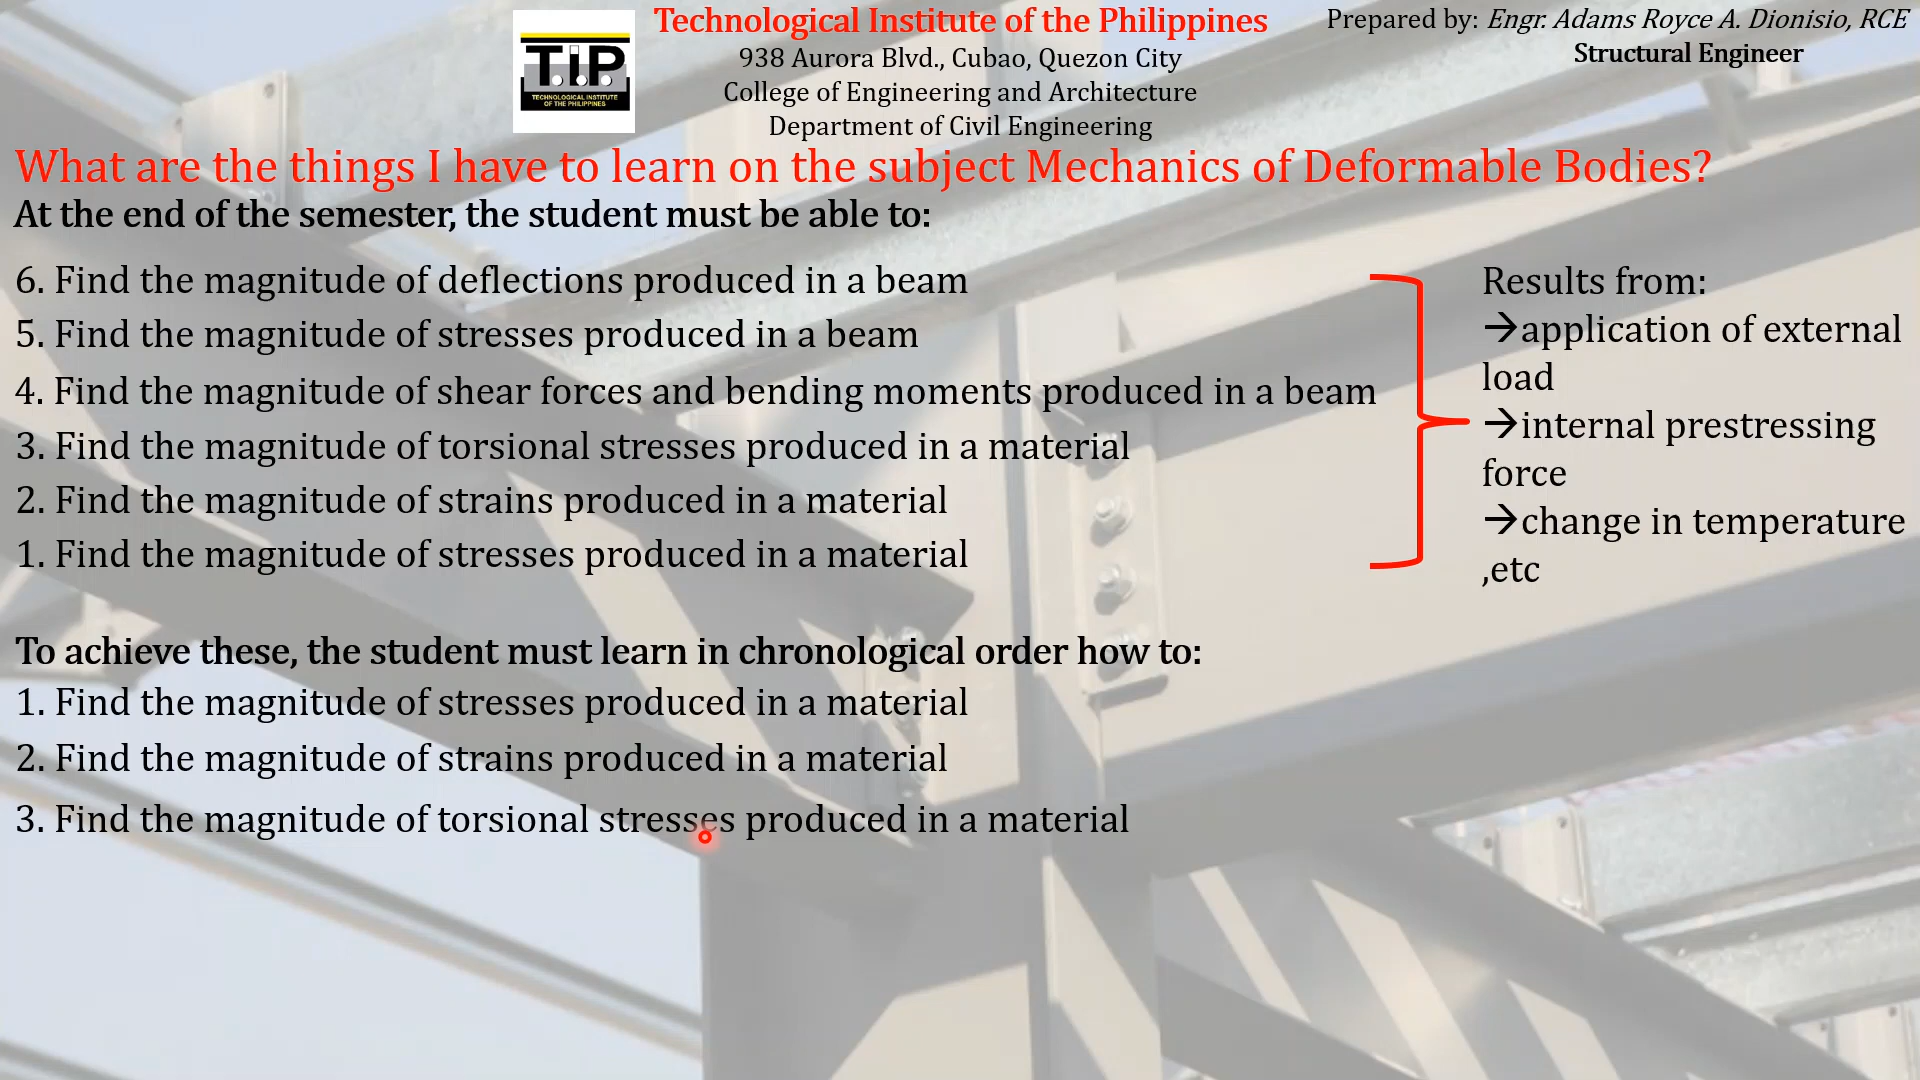 T.I.P
TECHNOLOGICAL INSTITUTE
OF THE PHILIPPINES
Technological Institute of the Philippines
938 Aurora Blvd., Cubao, Quezon City
College of Engineering and Architecture
Department of Civil Engineering
Prepared by: Engr. Adams Royce A. Dionisio, RCE
Structural Engineer
What are the things I have to learn on the subject Mechanics of Deformable Bodies?
At the end of the semester, the student must be able to:
6. Find the magnitude of deflections produced in a beam
5. Find the magnitude of stresses produced in a beam
4. Find the magnitude of shear forces and bending moments produced in a beam
3. Find the magnitude of torsional stresses produced in a material
2. Find the magnitude of strains produced in a material
1. Find the magnitude of stresses produced in a material
Results from:
→application of external
load
→internal prestressing
force
→change in temperature
,etc
To achieve these, the student must learn in chronological order how to:
1. Find the magnitude of stresses produced in a material
2. Find the magnitude of strains produced in a material
3. Find the magnitude of torsional stresses produced in a material